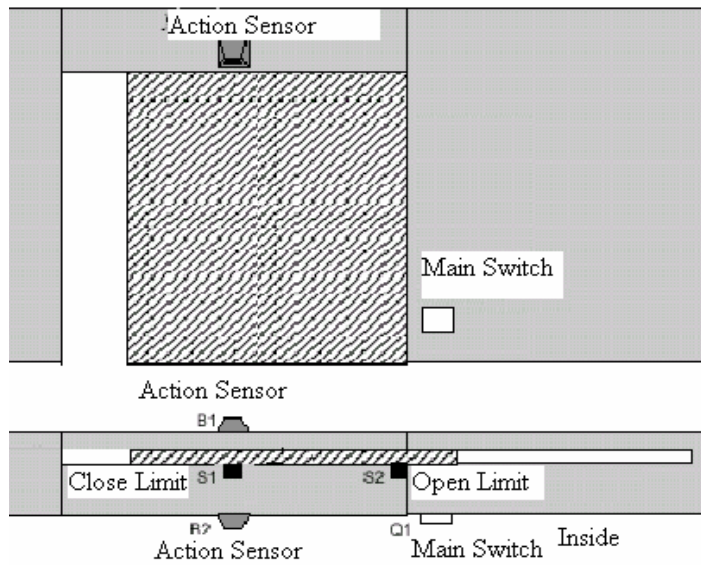 Action Sensor
Main Switch
Action Sensor
B1
Close Limit S1 S2 Open Limit
B2 Q1 Inside
Action Sensor Main Switch